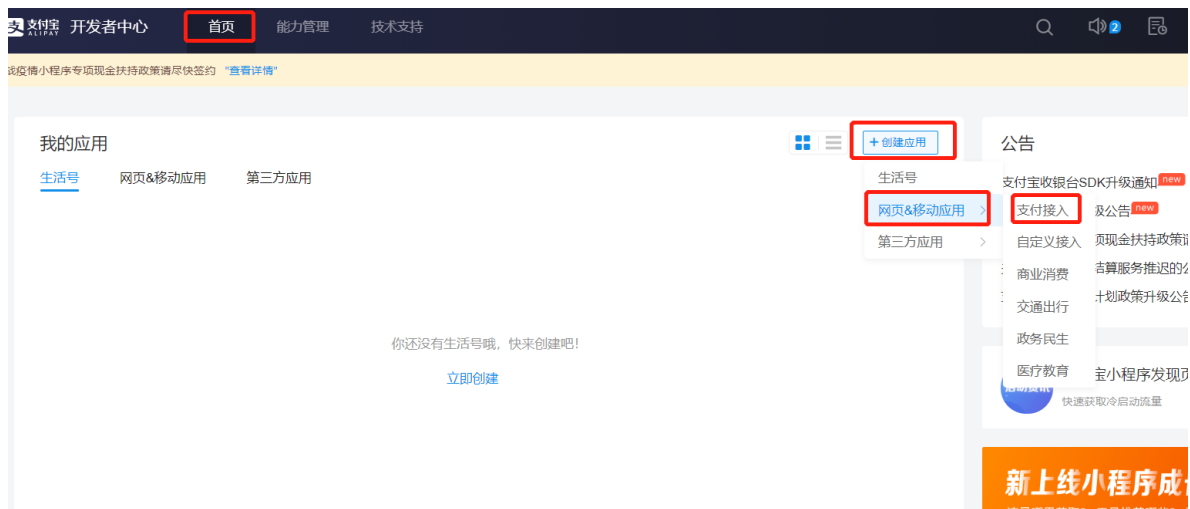 支 支付宝 开发者中心 首页 能力管理 技术支持 2
ALIPAY
战疫情小程序专项现金扶持政策请尽快签约 "查看详情"
我的应用
+创建应用
生活号 网页&移动应用 第三方应用
生活号
网页&移动应用 >
第三方应用 >
支付接入
自定义接入
商业消费
交通出行
政务民生
医疗教育
公告
支付宝收银台SDK升级通知 new
级公告 new
项现金扶持政策请
结算服务推迟的公
计划政策升级公告
你还没有生活号哦，快来创建吧！
立即创建
宝小程序发现页
快速获取冷启动流量
新上线小程序成